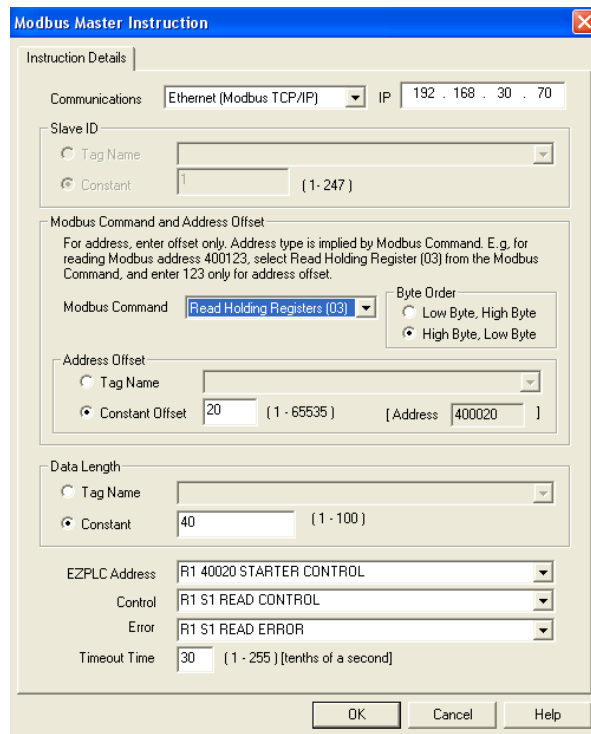 Modbus Master Instruction
Instruction Details
Communications Ethernet (Modbus TCP/IP) IP 192 . 168 . 30 . 70
Slave ID
Tag Name
Constant 1 (1-247)
Modbus Command and Address Offset
For address, enter offset only. Address type is implied by Modbus Command. E.g, for
reading Modbus address 400123, select Read Holding Register (03) from the Modbus
Command, and enter 123 only for address offset.
Byte Order
Modbus Command Read Holding Registers (03) Low Byte, High Byte
High Byte, Low Byte
Address Offset
Tag Name
Constant Offset 20 (1-65535) [Address 400020 ]
Data Length
Tag Name
Constant 40 (1-100)
EZPLC Address R1 40020 STARTER CONTROL
Control R1 S1 READ CONTROL
Error R1 S1 READ ERROR
Timeout Time 30 (1-255) [tenths of a second]
OK Cancel Help